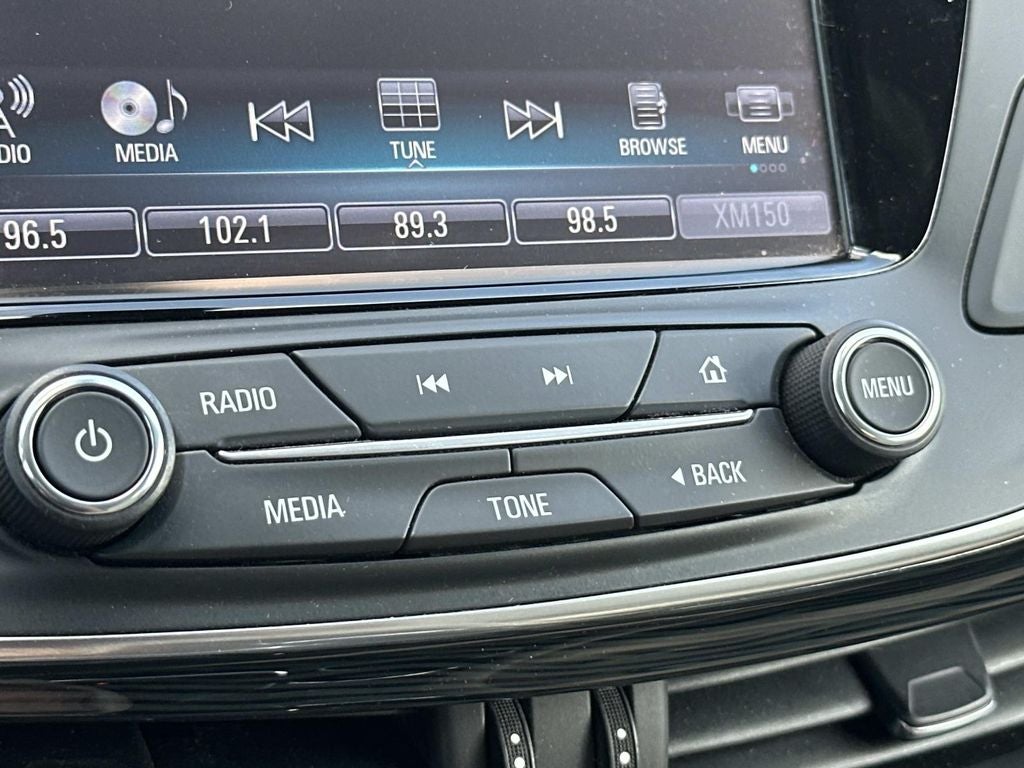 MEDIA TUNE BROWSE MENU
96.5 102.1 89.3 98.5 XM150
RADIO MENU
MEDIA TONE BACK